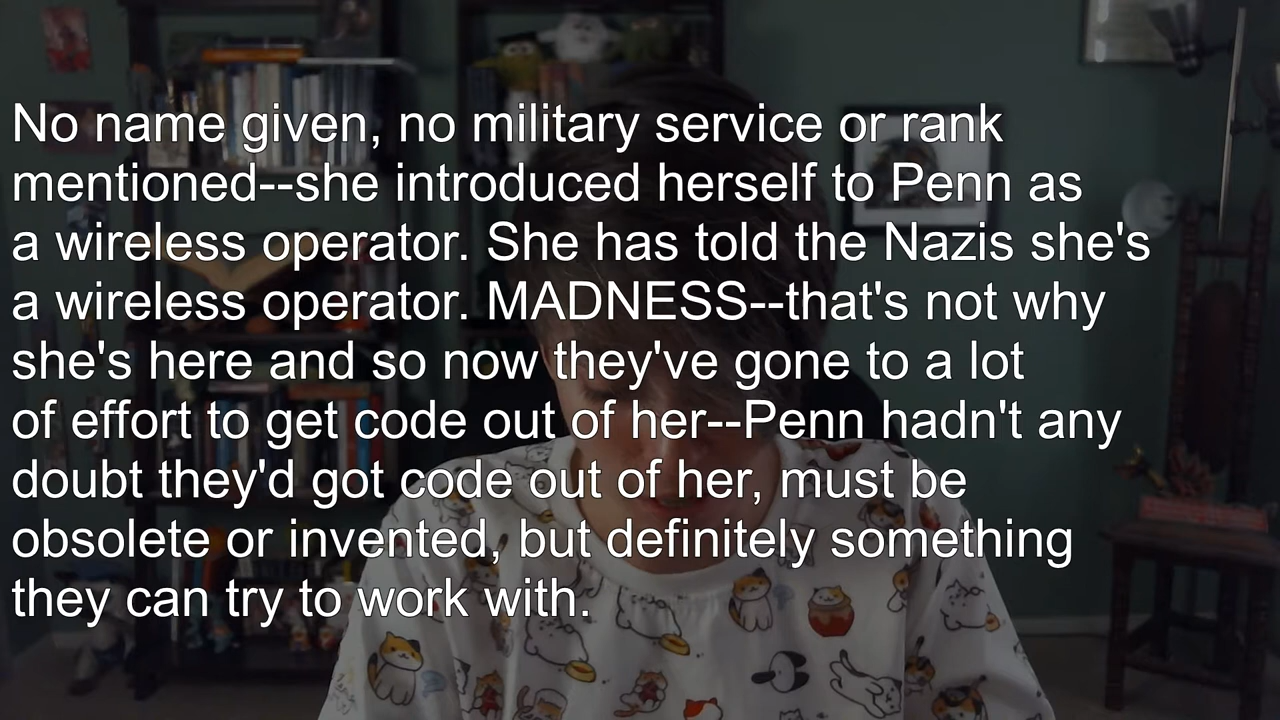 No name given, no military service or rank
mentioned--she introduced herself to Penn as
a wireless operator. She has told the Nazis she's
a wireless operator. MADNESS--that's not why
she's here and so now they've gone to a lot
of effort to get code out of her--Penn hadn't any
doubt they'd got code out of her, must be
obsolete or invented, but definitely something
they can try to work with.